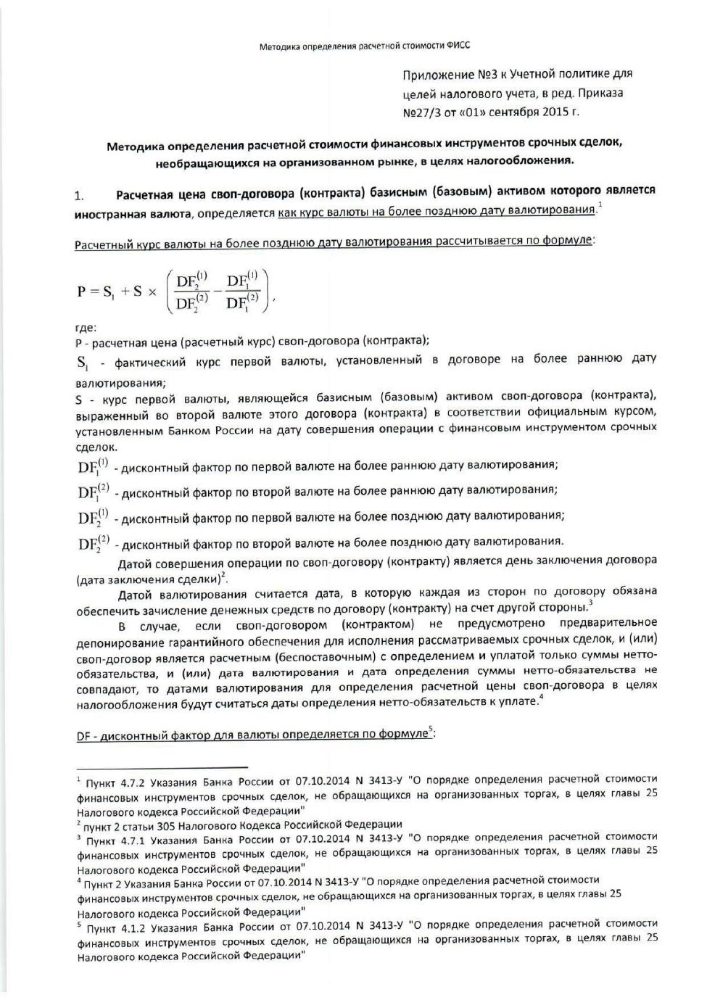 Методика определения расчетной стоимости ФИСС
Приложение №3 к Учетной политике для
целей налогового учета, в ред. Приказа
№27/3 от «01» сентября 2015 г.
Методика определения расчетной стоимости финансовых инструментов срочных сделок,
необращающихся на организованном рынке, в целях налогообложения.
1. Расчетная цена своп-договора (контракта) базисным (базовым) активом которого является
иностранная валюта, определяется как курс валюты на более позднюю дату валютирования.¹
Расчетный курс валюты на более позднюю дату валютирования рассчитывается по формуле:
P = S₁ + S × (DF₂⁽¹⁾/DF₂⁽²⁾ − DF₁⁽¹⁾/DF₁⁽²⁾),
где:
P - расчетная цена (расчетный курс) своп-договора (контракта);
S₁ - фактический курс первой валюты, установленный в договоре на более раннюю дату
валютирования;
S - курс первой валюты, являющейся базисным (базовым) активом своп-договора (контракта),
выраженный во второй валюте этого договора (контракта) в соответствии официальным курсом,
установленным Банком России на дату совершения операции с финансовым инструментом срочных
сделок.
DF₁⁽¹⁾ - дисконтный фактор по первой валюте на более раннюю дату валютирования;
DF₁⁽²⁾ - дисконтный фактор по второй валюте на более раннюю дату валютирования;
DF₂⁽¹⁾ - дисконтный фактор по первой валюте на более позднюю дату валютирования;
DF₂⁽²⁾ - дисконтный фактор по второй валюте на более позднюю дату валютирования.
Датой совершения операции по своп-договору (контракту) является день заключения договора
(дата заключения сделки)².
Датой валютирования считается дата, в которую каждая из сторон по договору обязана
обеспечить зачисление денежных средств по договору (контракту) на счет другой стороны.³
В случае, если своп-договором (контрактом) не предусмотрено предварительное
депонирование гарантийного обеспечения для исполнения рассматриваемых срочных сделок, и (или)
своп-договор является расчетным (беспоставочным) с определением и уплатой только суммы нетто-
обязательства, и (или) дата валютирования и дата определения суммы нетто-обязательства не
совпадают, то датами валютирования для определения расчетной цены своп-договора в целях
налогообложения будут считаться даты определения нетто-обязательств к уплате.⁴
DF - дисконтный фактор для валюты определяется по формуле⁵:
¹ Пункт 4.7.2 Указания Банка России от 07.10.2014 N 3413-У "О порядке определения расчетной стоимости
финансовых инструментов срочных сделок, не обращающихся на организованных торгах, в целях главы 25
Налогового кодекса Российской Федерации"
² пункт 2 статьи 305 Налогового Кодекса Российской Федерации
³ Пункт 4.7.1 Указания Банка России от 07.10.2014 N 3413-У "О порядке определения расчетной стоимости
финансовых инструментов срочных сделок, не обращающихся на организованных торгах, в целях главы 25
Налогового кодекса Российской Федерации"
⁴ Пункт 2 Указания Банка России от 07.10.2014 N 3413-У "О порядке определения расчетной стоимости
финансовых инструментов срочных сделок, не обращающихся на организованных торгах, в целях главы 25
Налогового кодекса Российской Федерации"
⁵ Пункт 4.1.2 Указания Банка России от 07.10.2014 N 3413-У "О порядке определения расчетной стоимости
финансовых инструментов срочных сделок, не обращающихся на организованных торгах, в целях главы 25
Налогового кодекса Российской Федерации"